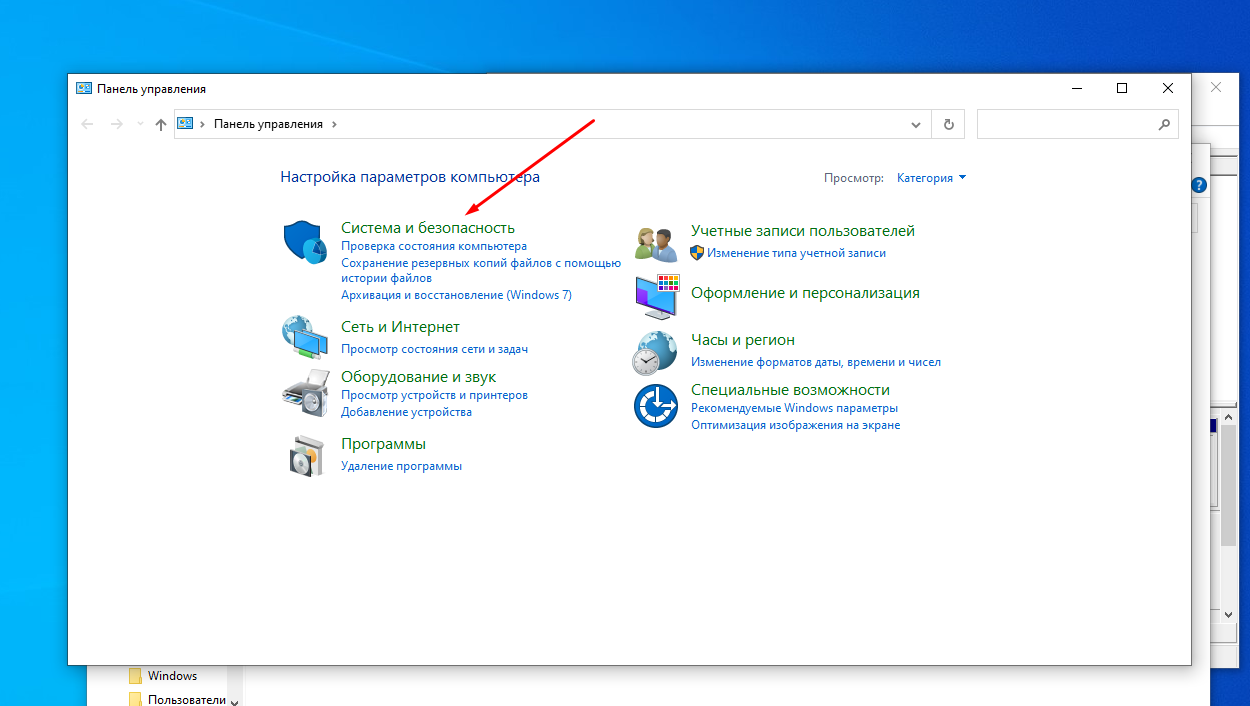 Панель управления
Панель управления
Настройка параметров компьютера
Просмотр: Категория
Система и безопасность
Проверка состояния компьютера
Сохранение резервных копий файлов с помощью
истории файлов
Архивация и восстановление (Windows 7)
Сеть и Интернет
Просмотр состояния сети и задач
Оборудование и звук
Просмотр устройств и принтеров
Добавление устройства
Программы
Удаление программы
Учетные записи пользователей
Изменение типа учетной записи
Оформление и персонализация
Часы и регион
Изменение форматов даты, времени и чисел
Специальные возможности
Рекомендуемые Windows параметры
Оптимизация изображения на экране
?
Windows
Пользователи